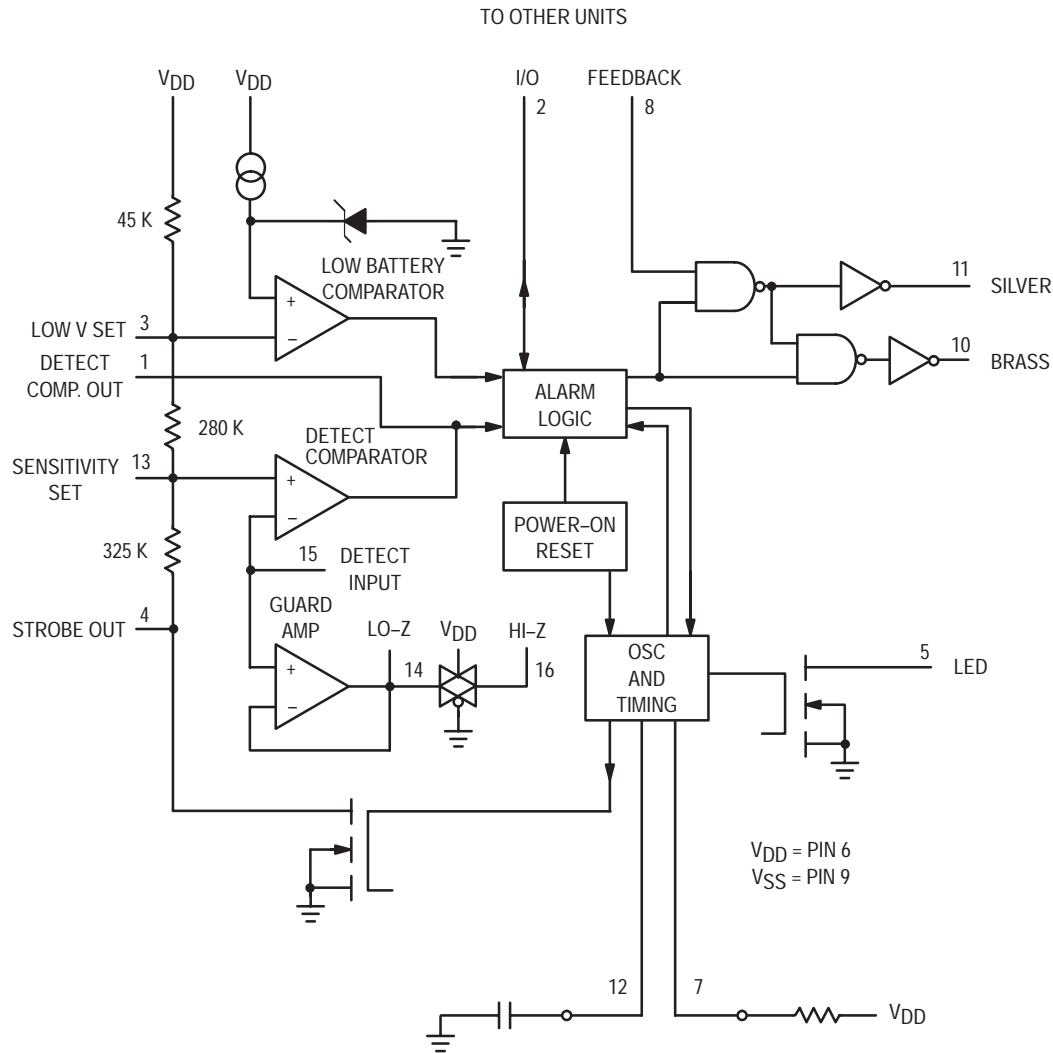 TO OTHER UNITS
VDD
VDD
I/O
2
FEEDBACK
8
45 K
LOW BATTERY
COMPARATOR
+
−
LOW V SET
3
DETECT
COMP. OUT
1
11
SILVER
10
BRASS
ALARM
LOGIC
280 K
DETECT
COMPARATOR
SENSITIVITY
SET
13
+
−
POWER–ON
RESET
325 K
15
DETECT
INPUT
STROBE OUT
4
GUARD
AMP
+
−
LO–Z
14
VDD
HI–Z
16
OSC
AND
TIMING
5
LED
VDD = PIN 6
VSS = PIN 9
12
7
VDD